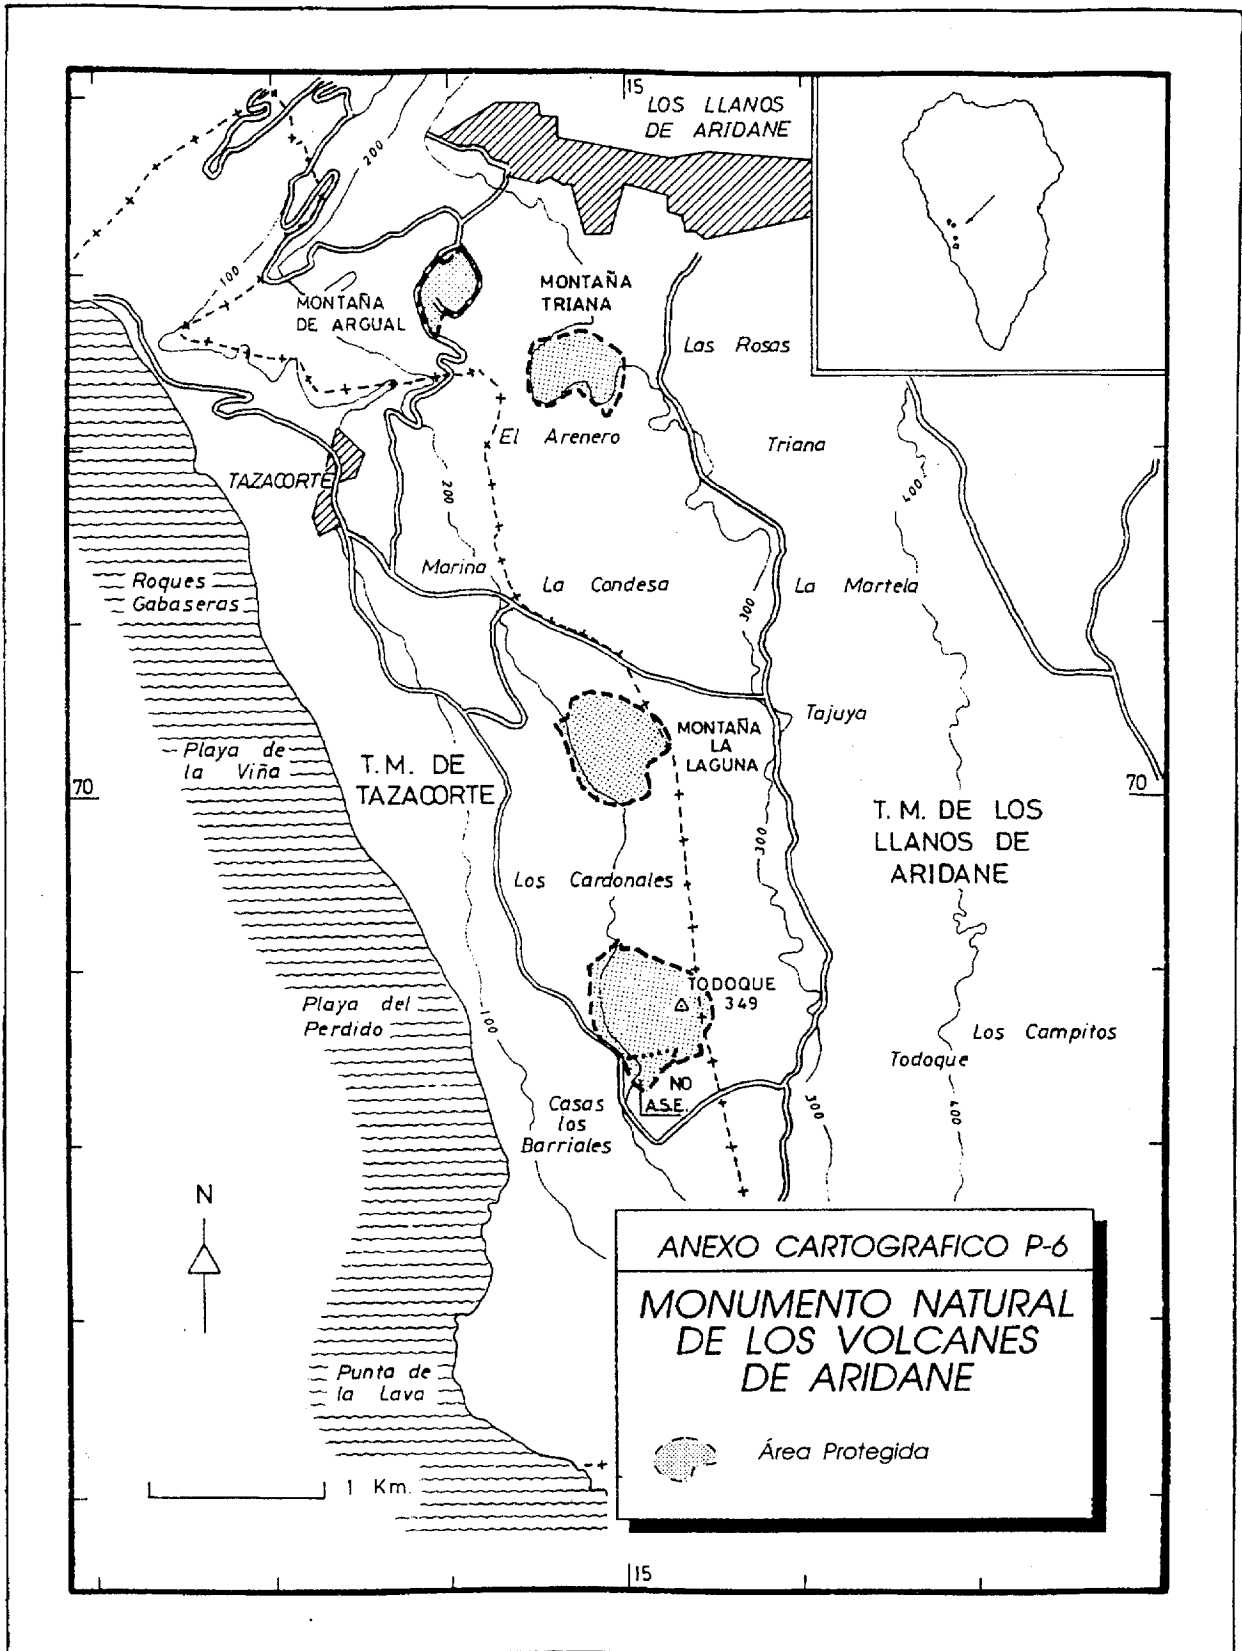 15
LOS LLANOS
DE ARIDANE
200
100
MONTAÑA
DE ARGUAL
MONTAÑA
TRIANA
Las Rosas
El Arenero
Triana
400
TAZACORTE
200
Roques
Gabaseras
Marina
La Condesa
300
La Martela
Playa de
la Viña
T.M. DE
TAZACORTE
MONTAÑA
LA
LAGUNA
Tajuya
70
70
T. M. DE LOS
LLANOS DE
ARIDANE
300
Los Cardonales
Playa del
Perdido
100
TODOQUE
349
Los Campitos
Todoque
NO
A.S.E.
Casas
los
Barriales
300
400
N
ANEXO CARTOGRAFICO P-6
MONUMENTO NATURAL
DE LOS VOLCANES
DE ARIDANE
Área Protegida
Punta de
la Lava
1 Km.
15